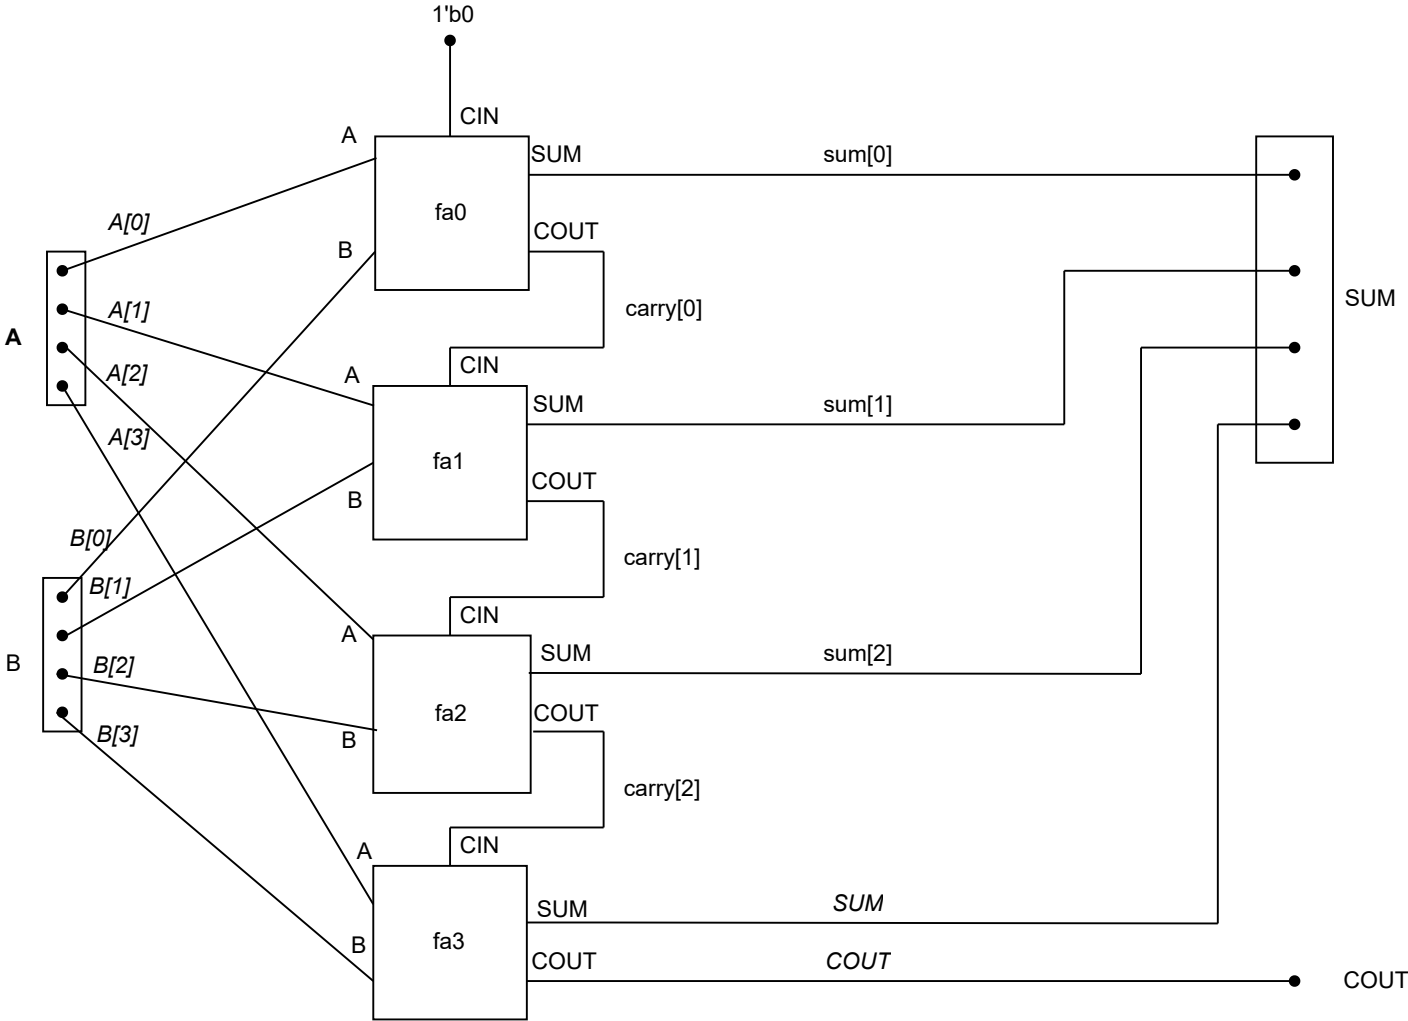 1'b0
CIN
A
SUM
sum[0]
A[0]
fa0
COUT
B
A[1]
carry[0]
SUM
A
CIN
A[2]
A
SUM
sum[1]
A[3]
fa1
COUT
B
B[0]
carry[1]
B[1]
CIN
A
B
B[2]
SUM
sum[2]
fa2
COUT
B[3]
B
carry[2]
CIN
A
SUM
SUM
fa3
B
COUT
COUT
COUT